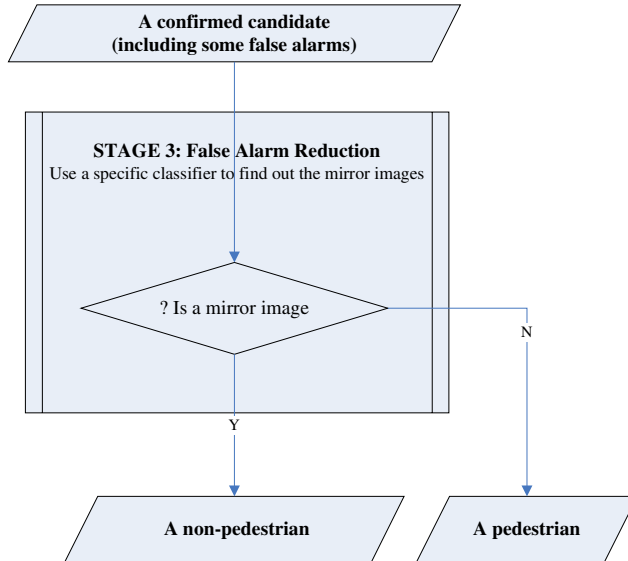 A confirmed candidate
(including some false alarms)
STAGE 3: False Alarm Reduction
Use a specific classifier to find out the mirror images
? Is a mirror image
N
Y
A non-pedestrian
A pedestrian